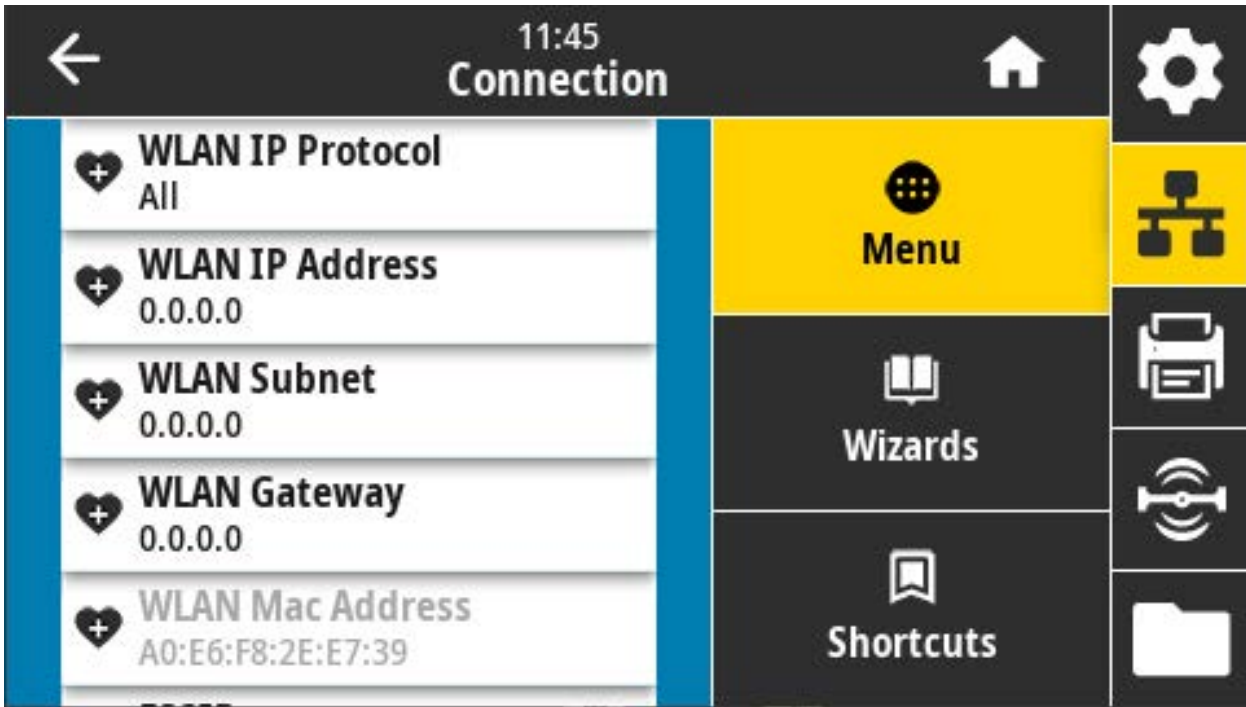 11:45
Connection
WLAN IP Protocol
All
WLAN IP Address
0.0.0.0
WLAN Subnet
0.0.0.0
WLAN Gateway
0.0.0.0
WLAN Mac Address
A0:E6:F8:2E:E7:39
Menu
Wizards
Shortcuts